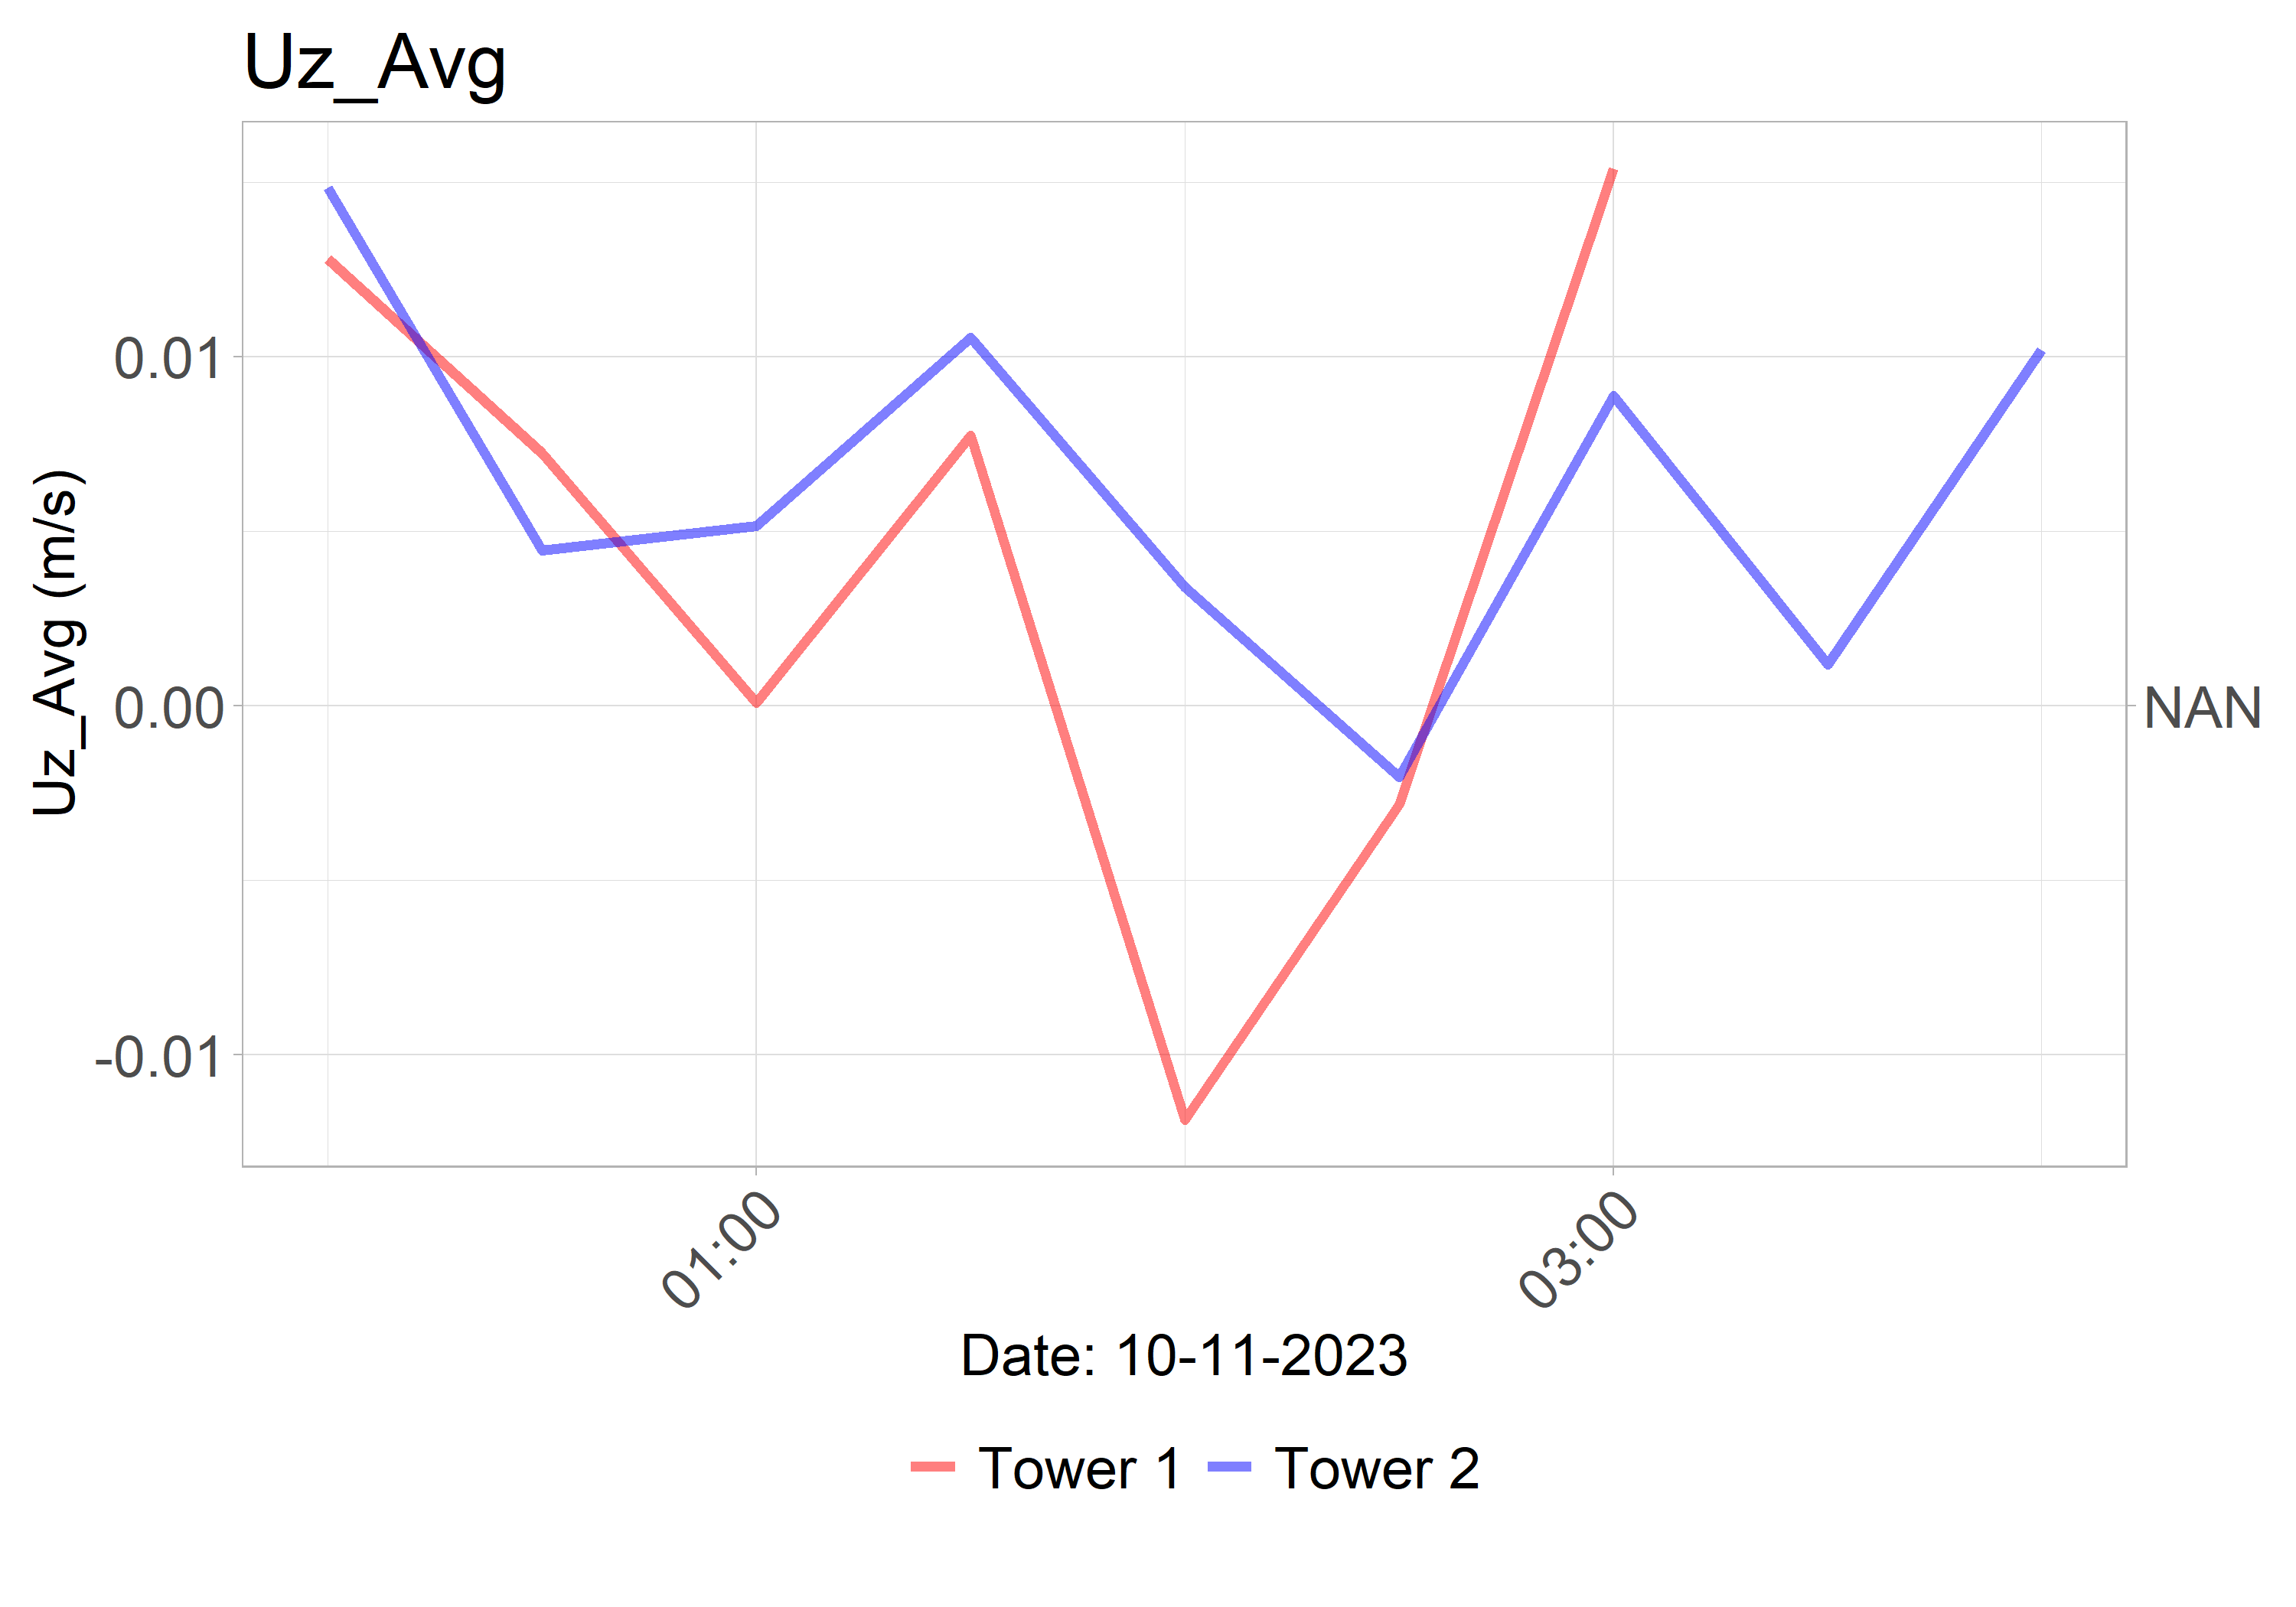 Uz_Avg
Uz_Avg (m/s)
0.01
0.00
-0.01
NAN
01:00
03:00
Date: 10-11-2023
Tower 1
Tower 2